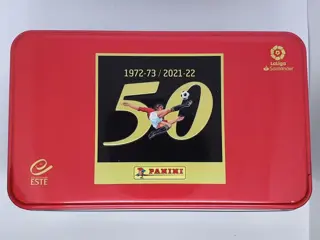 1972-73 / 2021-22
LaLiga
Santander
50
PANINI
ESTE